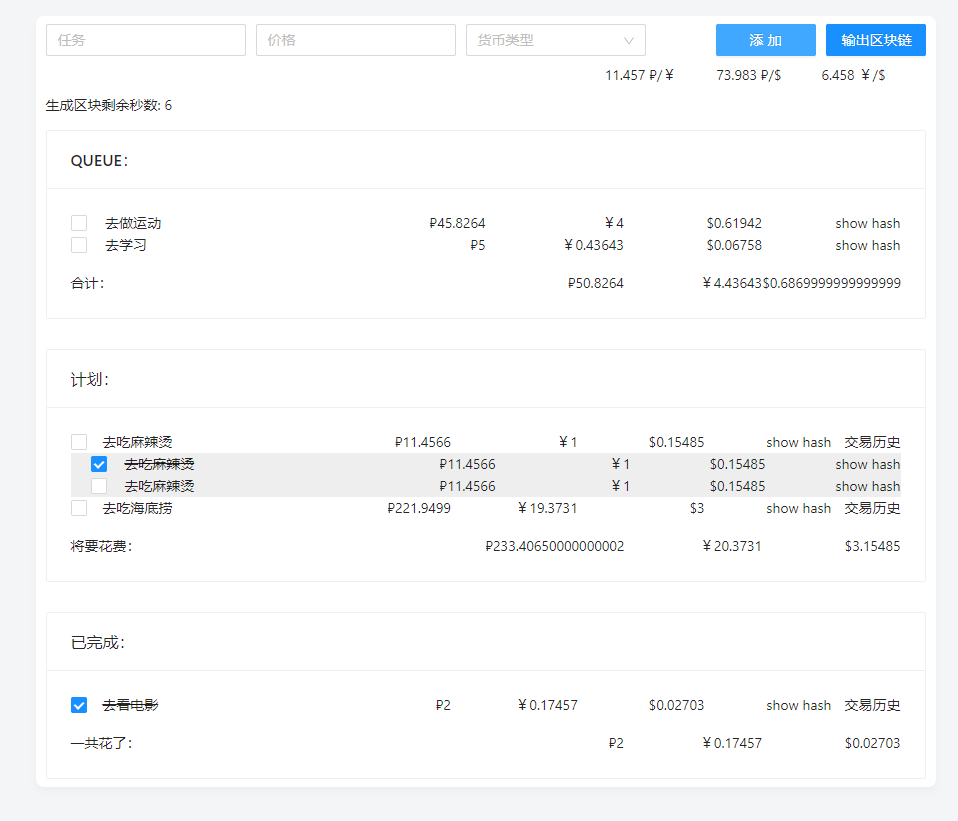 任务 价格 货币类型 添 加 输出区块链
11.457 ₽/￥ 73.983 ₽/$ 6.458 ￥/$
生成区块剩余秒数: 6
QUEUE：
去做运动 ₽45.8264 ￥4 $0.61942 show hash
去学习 ₽5 ￥0.43643 $0.06758 show hash
合计： ₽50.8264 ￥4.43643 $0.6869999999999999
计划：
去吃麻辣烫 ₽11.4566 ￥1 $0.15485 show hash 交易历史
去吃麻辣烫 ₽11.4566 ￥1 $0.15485 show hash
去吃麻辣烫 ₽11.4566 ￥1 $0.15485 show hash
去吃海底捞 ₽221.9499 ￥19.3731 $3 show hash 交易历史
将要花费： ₽233.40650000000002 ￥20.3731 $3.15485
已完成：
去看电影 ₽2 ￥0.17457 $0.02703 show hash 交易历史
一共花了： ₽2 ￥0.17457 $0.02703